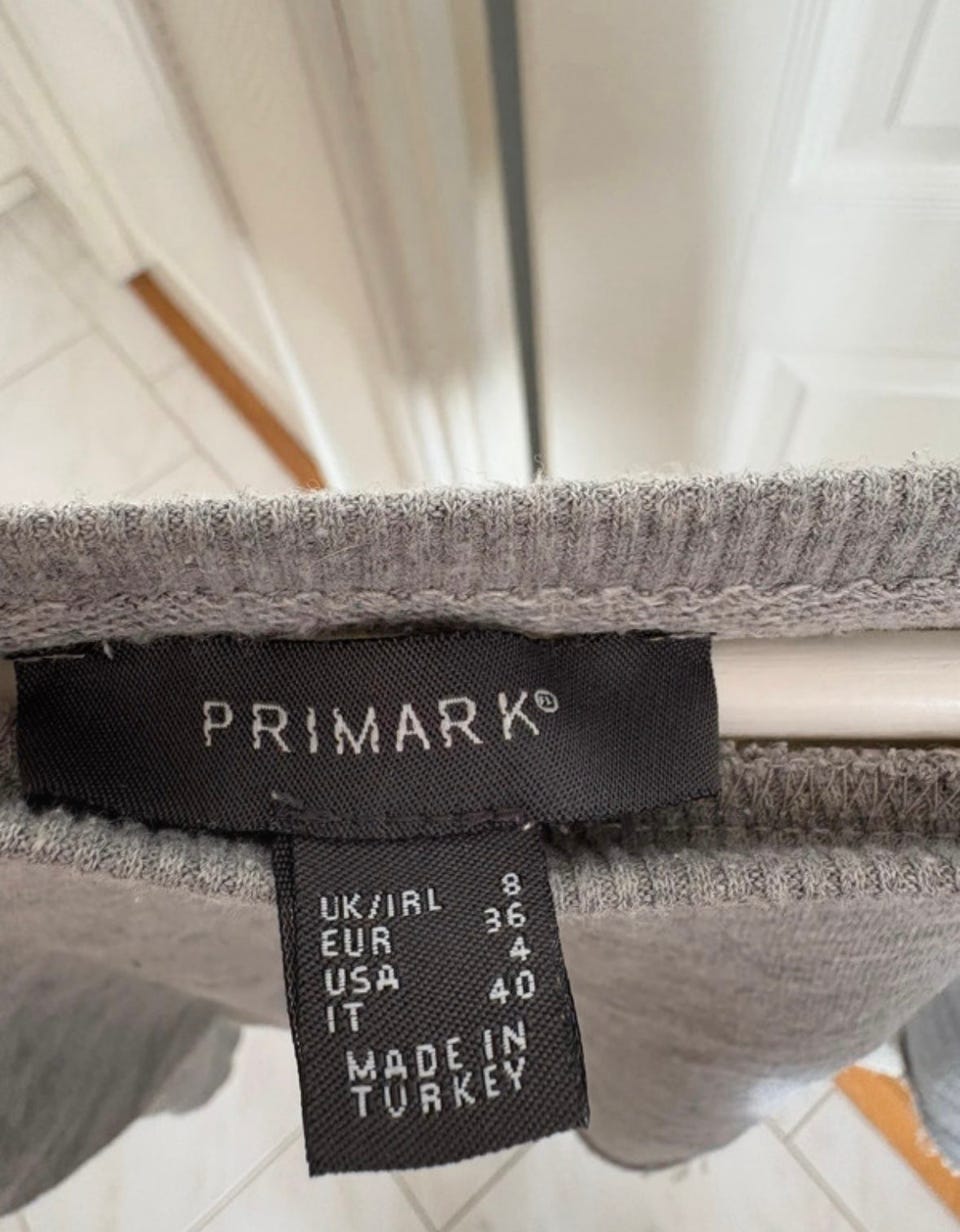 PRIMARK®
UK/IRL 8
EUR 36
USA 4
IT 40
MADE IN
TURKEY